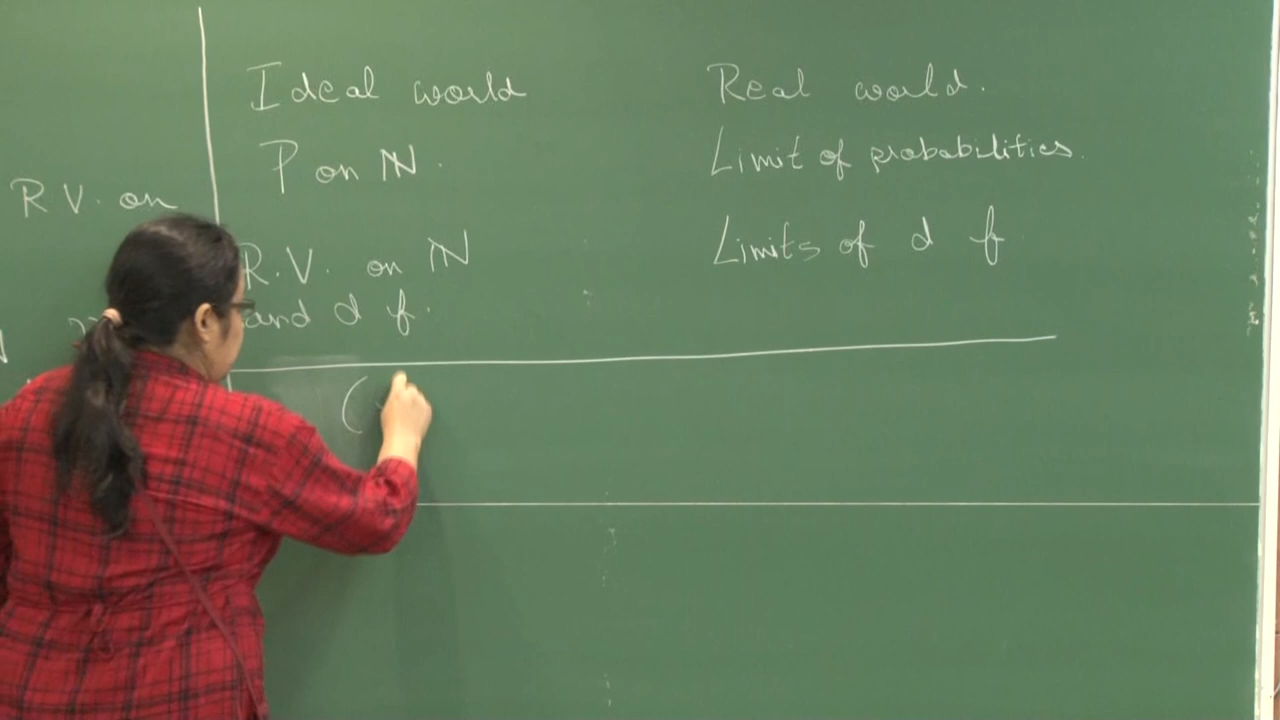 Ideal world Real world.
P on ℕ. Limit of probabilities.
R.V. on
R.V. on ℕ Limits of d f
and d f.
(